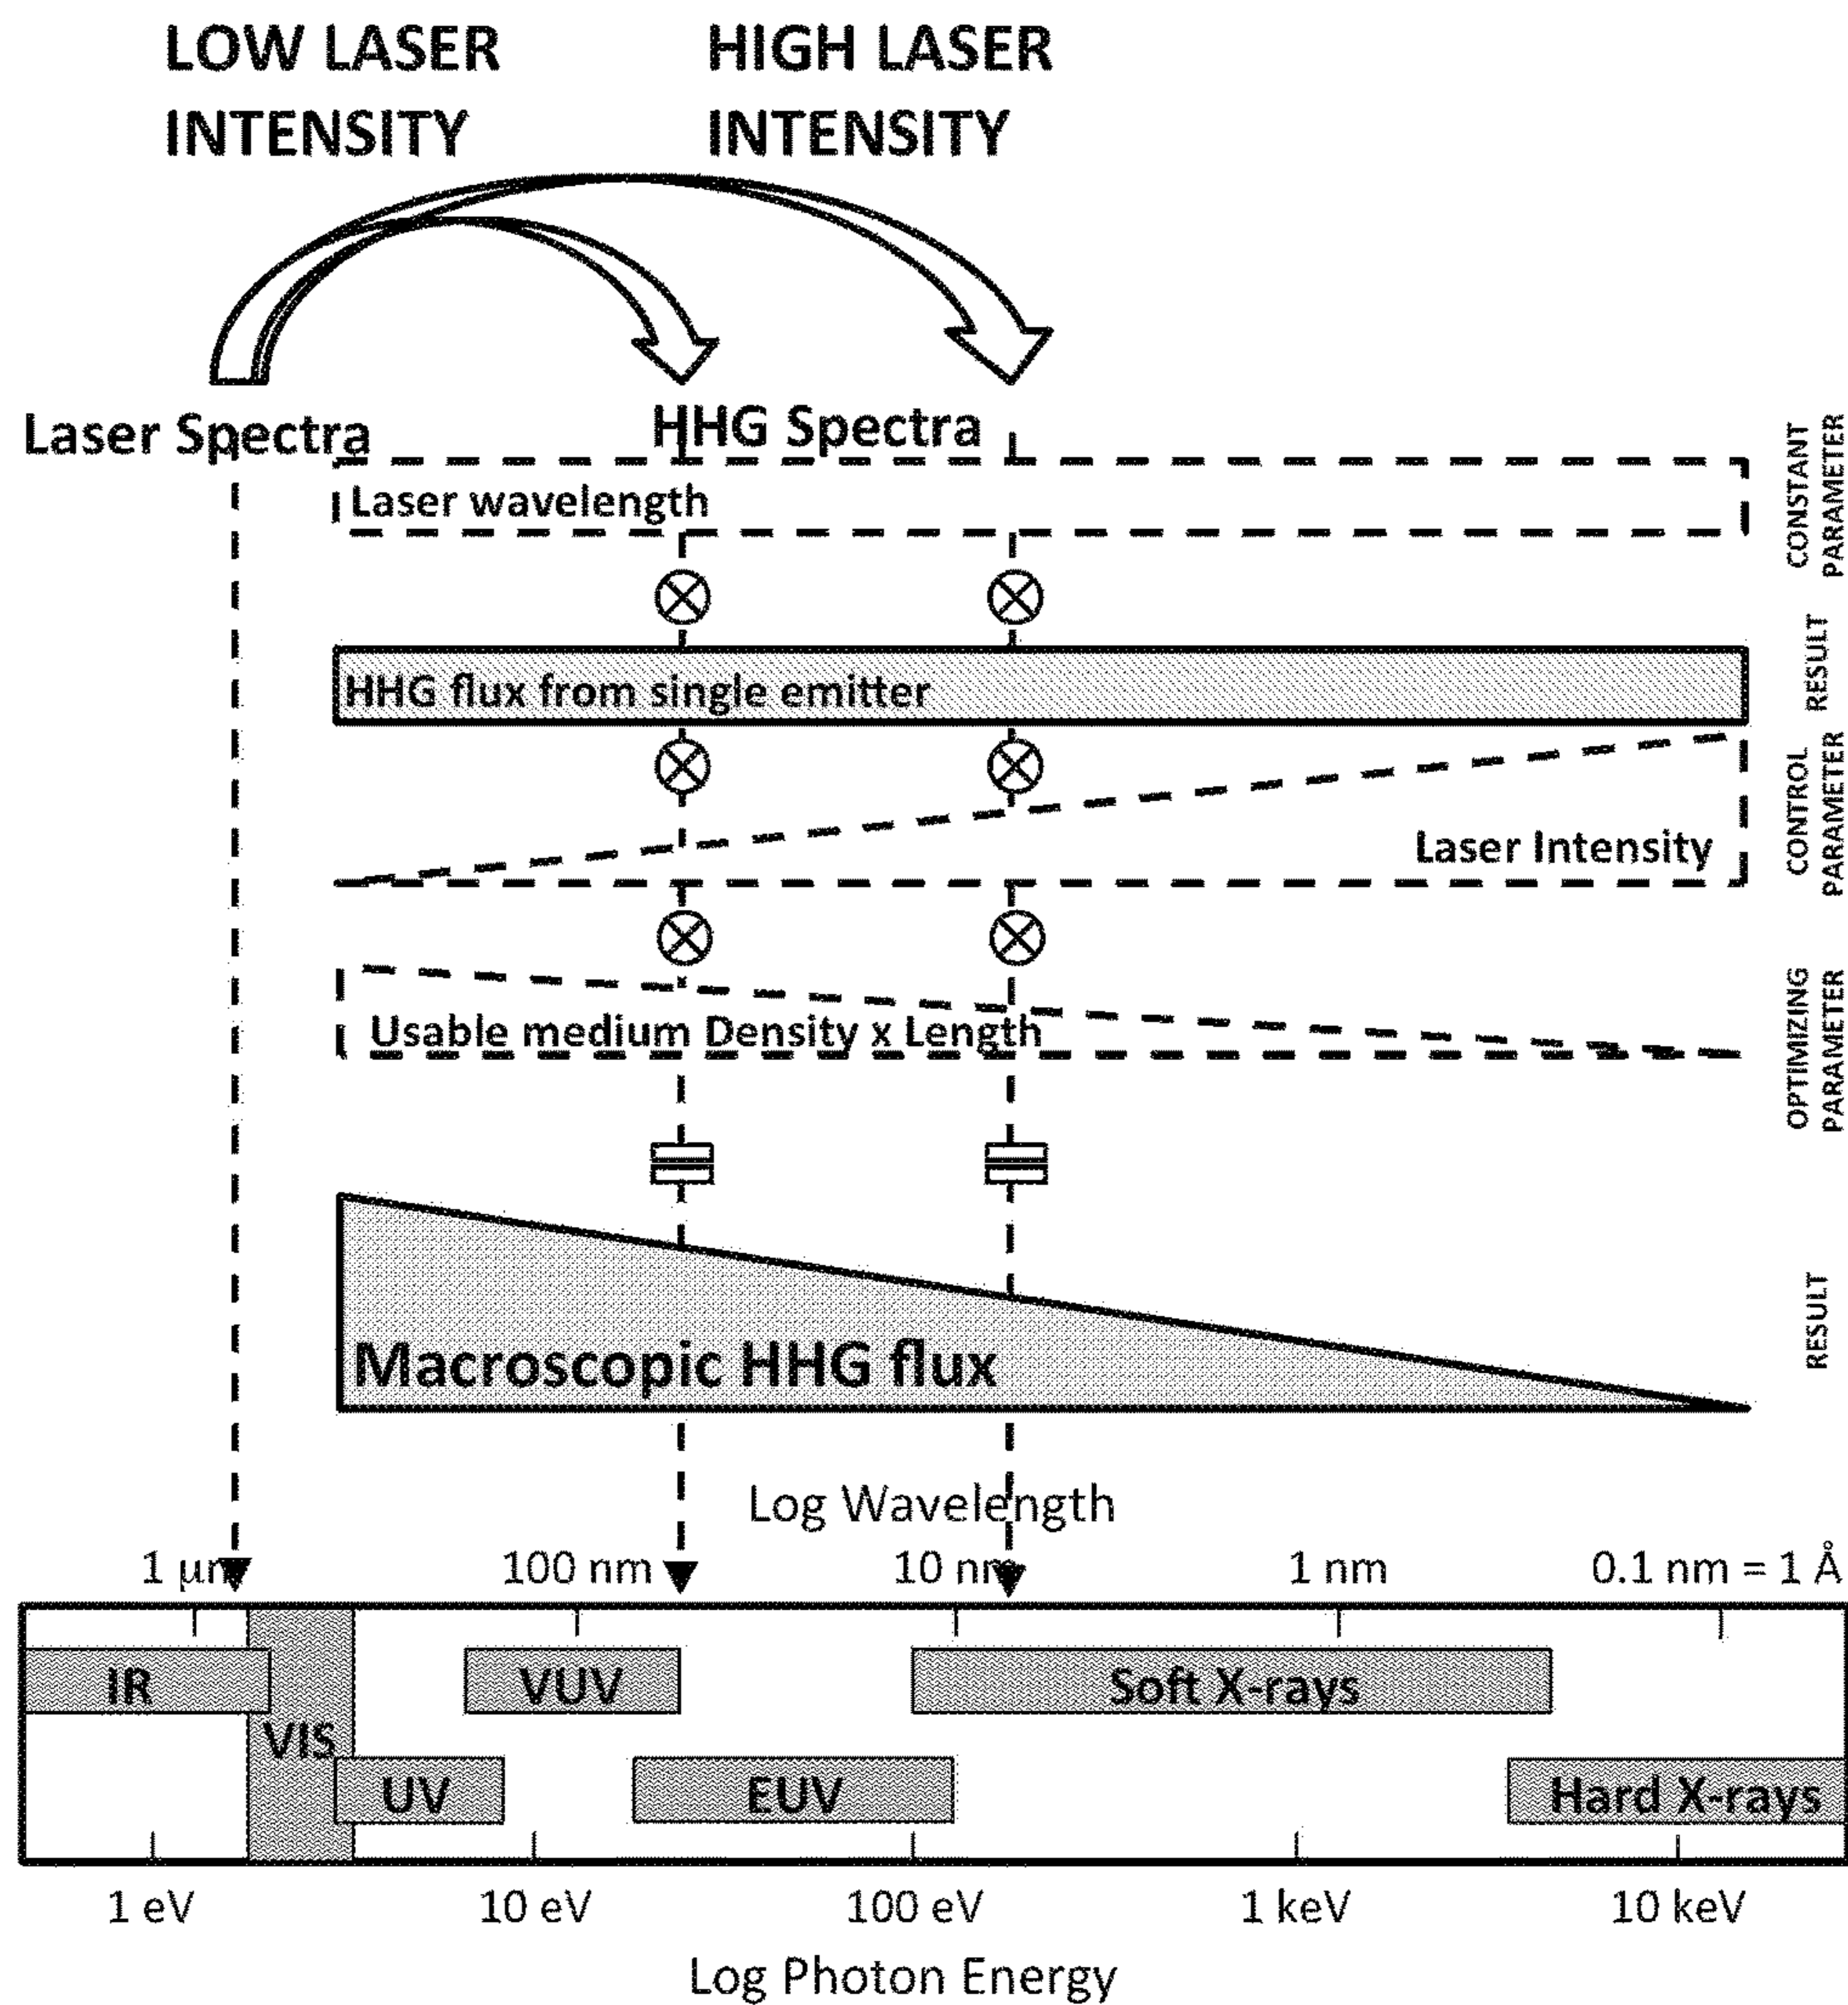 LOW LASER
INTENSITY
HIGH LASER
INTENSITY
Laser Spectra
HHG Spectra
Laser wavelength
CONSTANT
PARAMETER
HHG flux from single emitter
RESULT
Laser Intensity
CONTROL
PARAMETER
Usable medium Density x Length
OPTIMIZING
PARAMETER
Macroscopic HHG flux
RESULT
Log Wavelength
1 μm
100 nm
10 nm
1 nm
0.1 nm = 1 Å
IR
VUV
Soft X-rays
VIS
UV
EUV
Hard X-rays
1 eV
10 eV
100 eV
1 keV
10 keV
Log Photon Energy